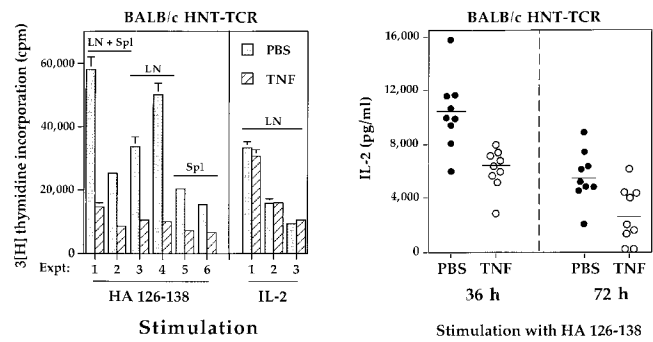 BALB/c HNT-TCR
3[H] thymidine incorporation (cpm)
60,000
40,000
20,000
0
LN + Spl
LN
Spl
PBS
TNF
LN
Expt:
1 2 3 4 5 6 1 2 3
HA 126-138 IL-2
Stimulation
BALB/c HNT-TCR
IL-2 (pg/ml)
16,000
12,000
8,000
4,000
0
PBS TNF PBS TNF
36 h 72 h
Stimulation with HA 126-138